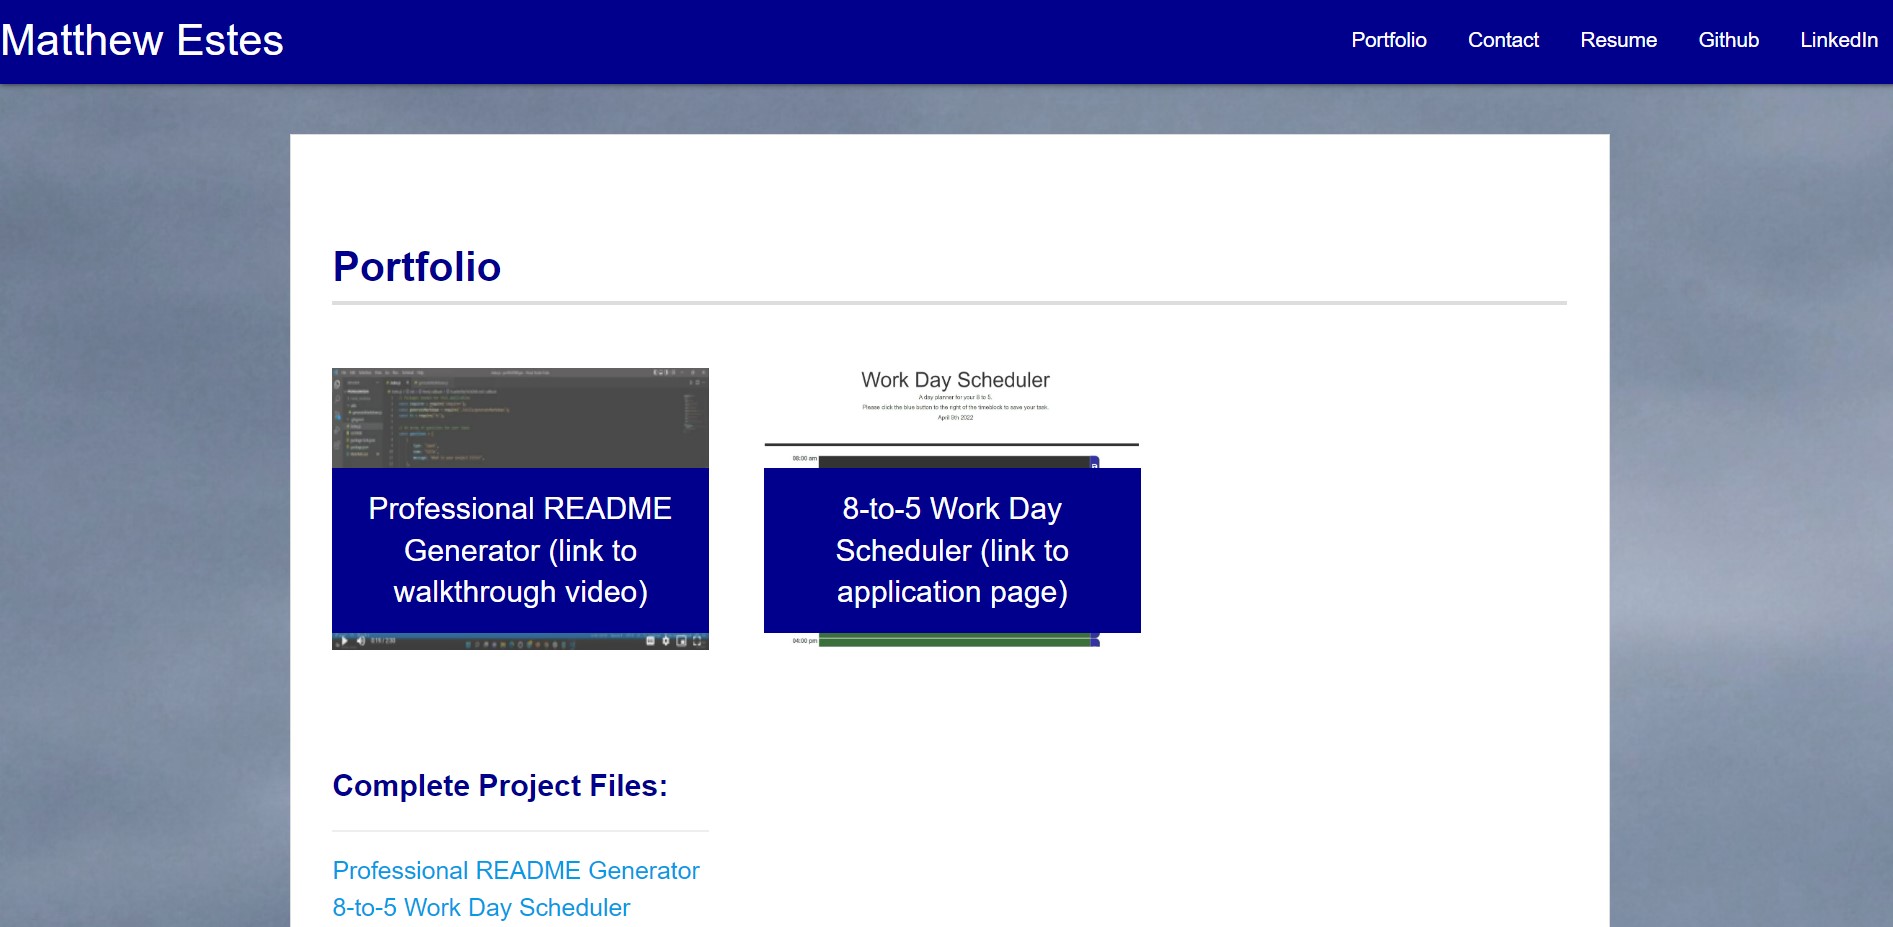 Matthew Estes
Portfolio Contact Resume Github LinkedIn
Portfolio
Professional README
Generator (link to
walkthrough video)
Work Day Scheduler
A day planner for your 8 to 5.
Please click the blue button to the right of the timeblock to save your task.
April 9th 2022
08:00 am
8-to-5 Work Day
Scheduler (link to
application page)
04:00 pm
Complete Project Files:
Professional README Generator
8-to-5 Work Day Scheduler